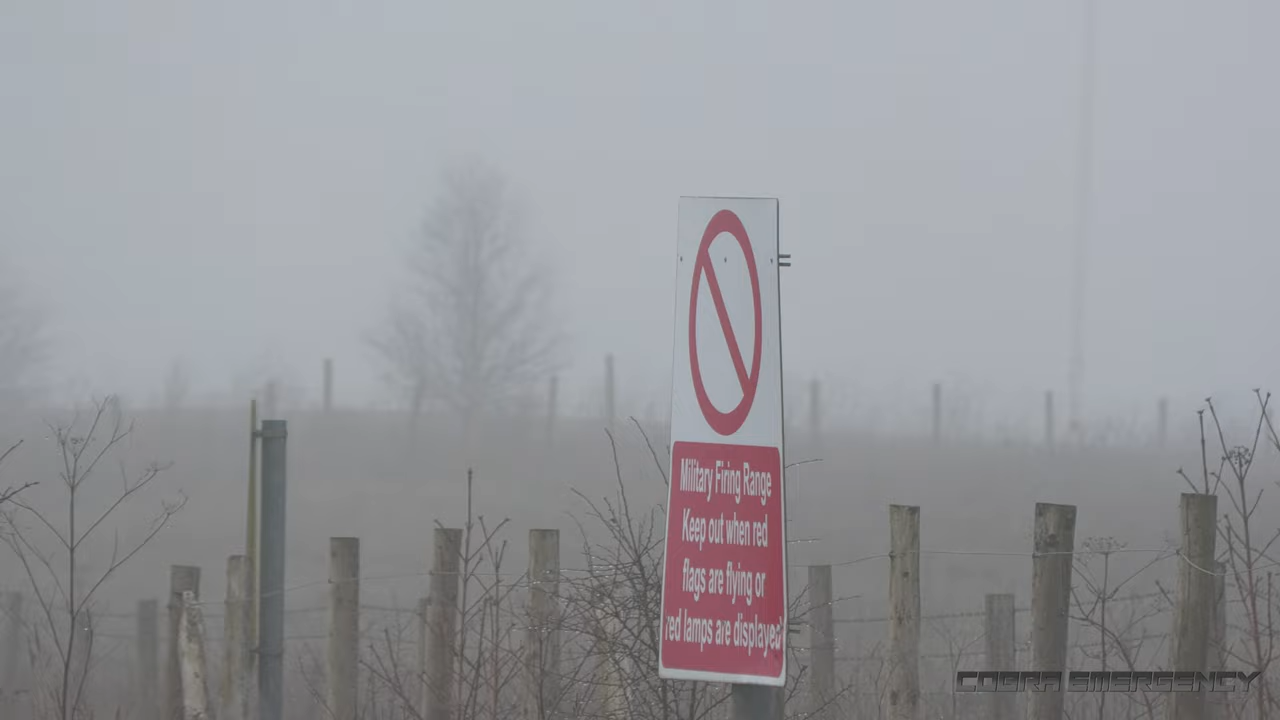 Military Firing Range
Keep out when red
flags are flying or
red lamps are displayed
COBRA EMERGENCY